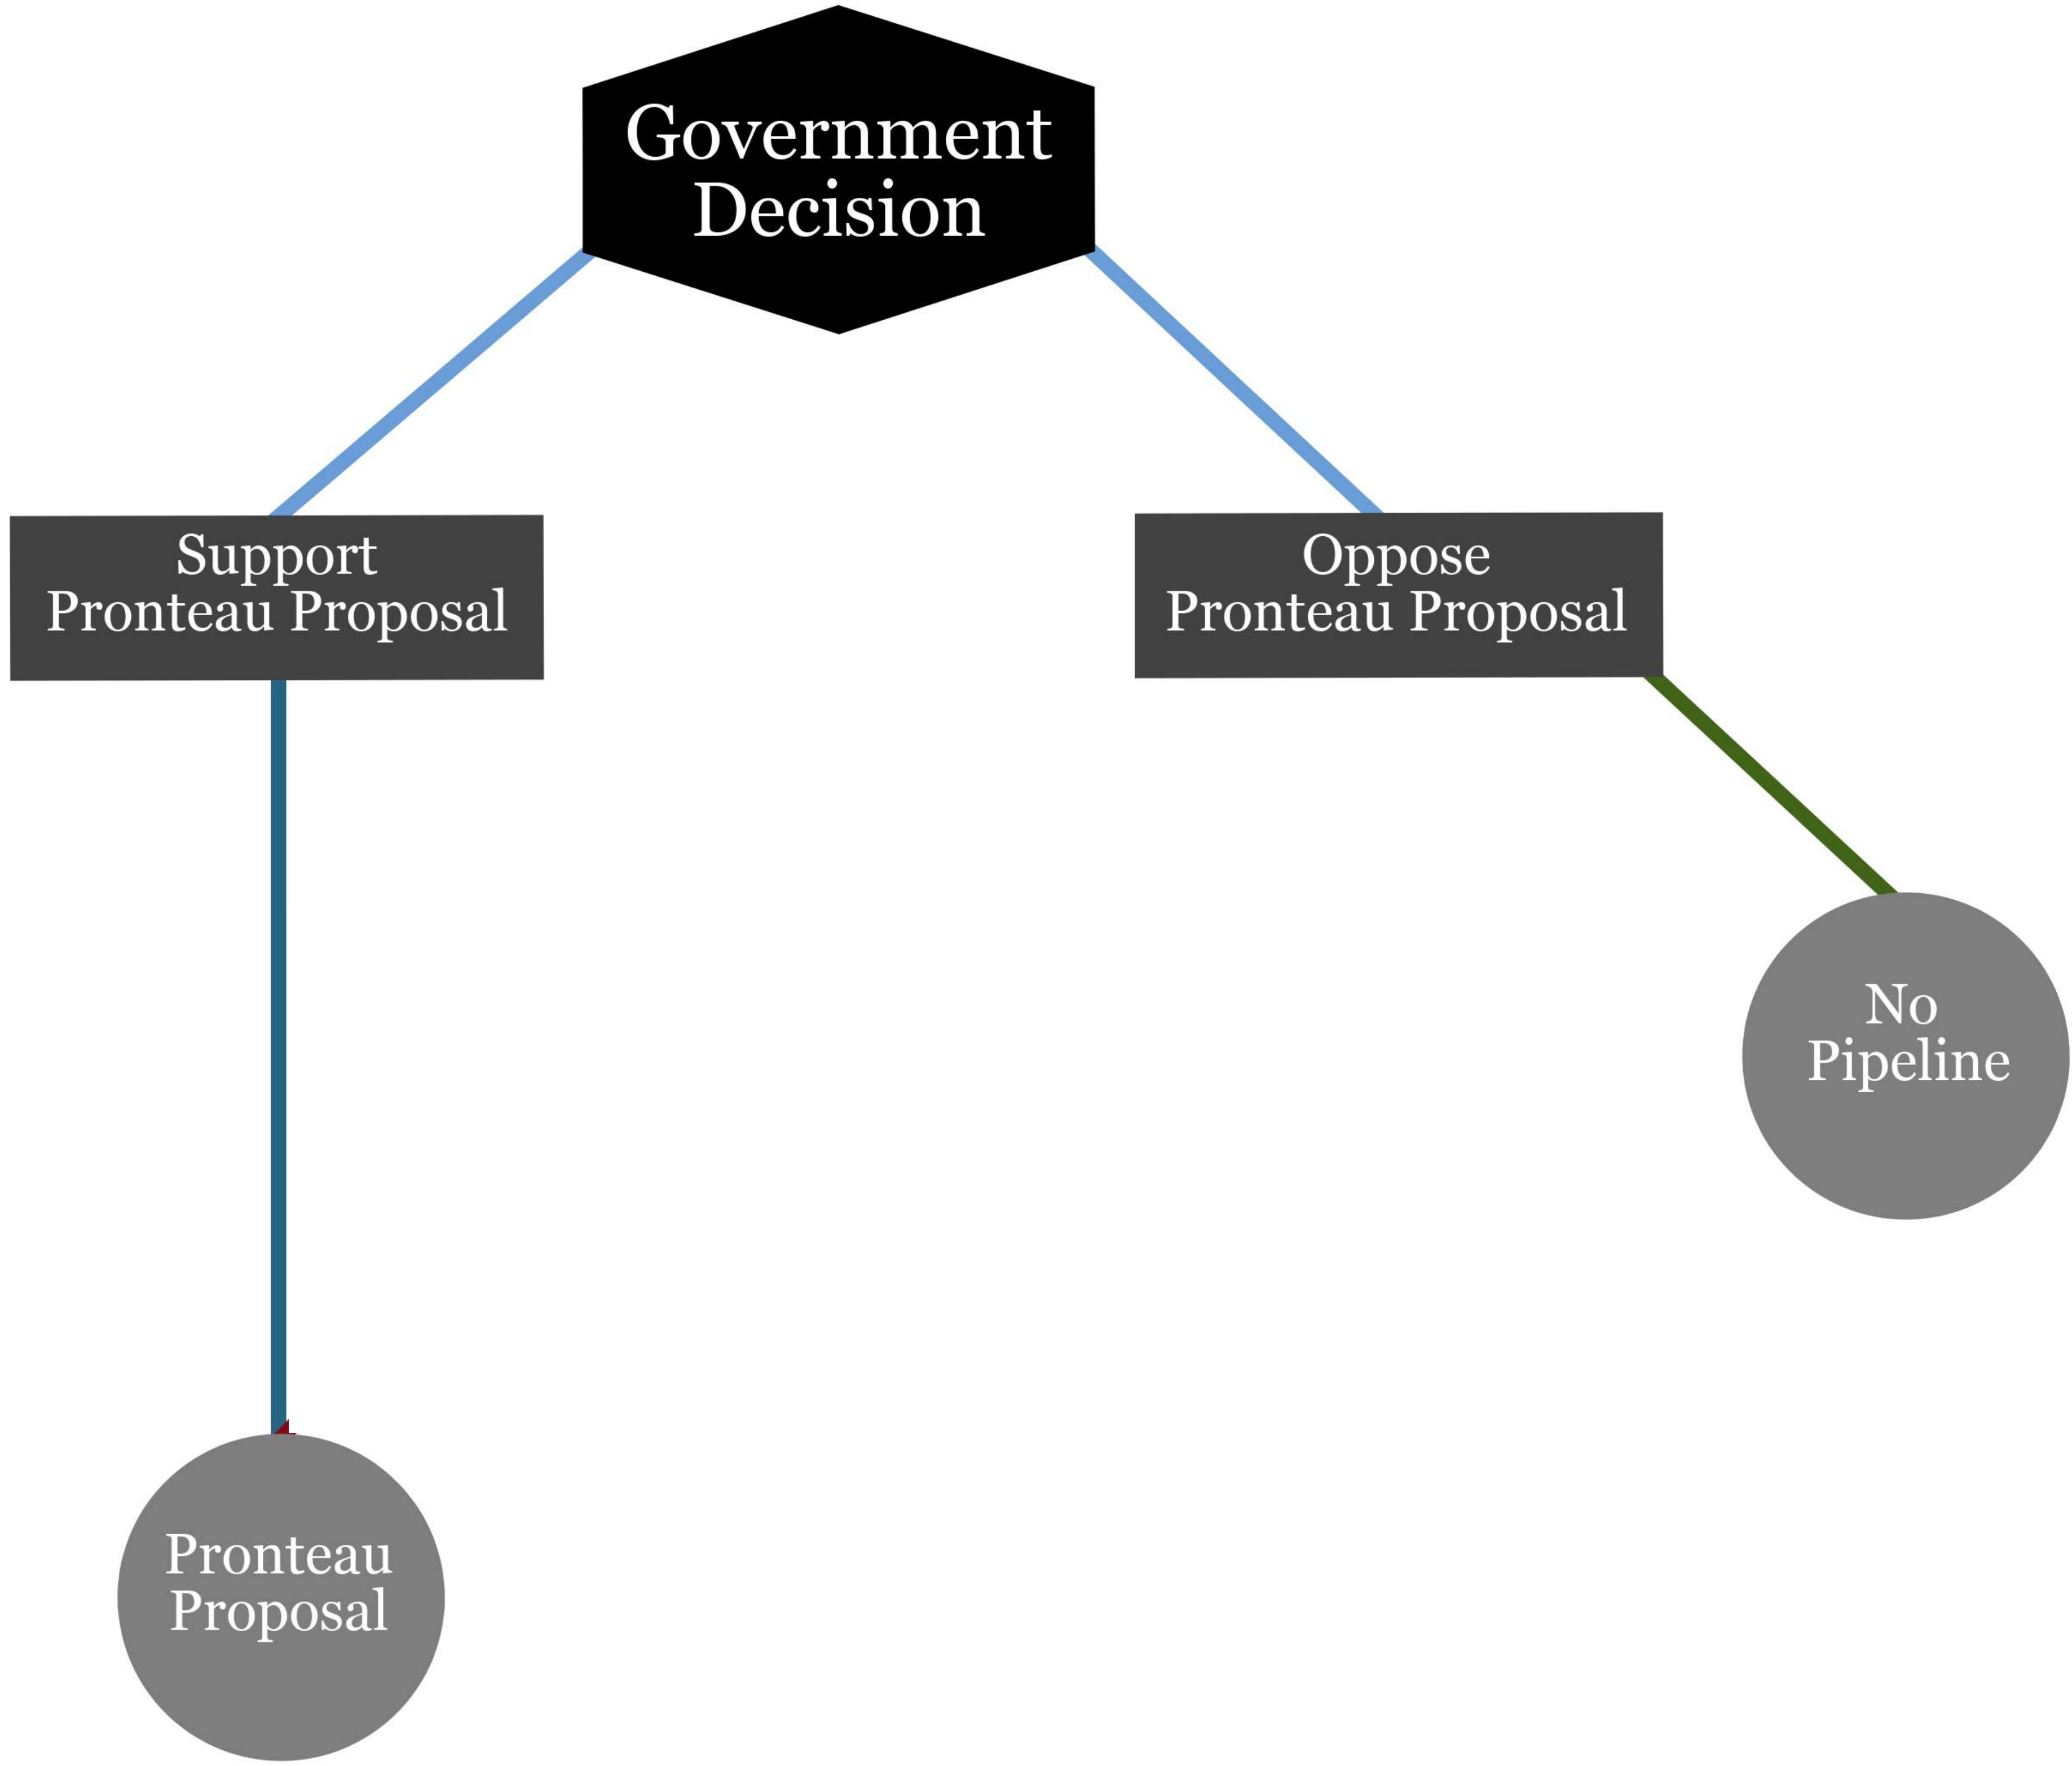 Government
Decision
Support
Pronteau Proposal
Oppose
Pronteau Proposal
No
Pipeline
Pronteau
Proposal